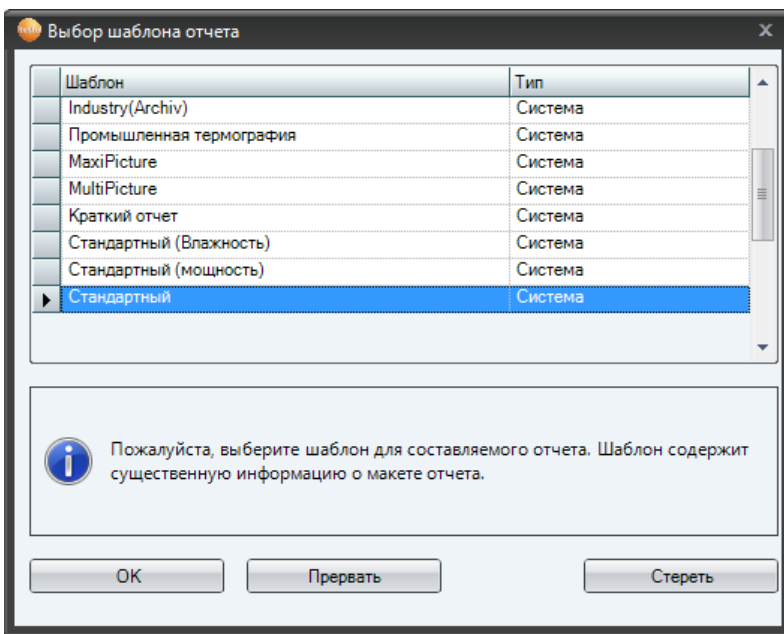 testo Выбор шаблона отчета x
Шаблон Тип
Industry(Archiv) Система
Промышленная термография Система
MaxiPicture Система
MultiPicture Система
Краткий отчет Система
Стандартный (Влажность) Система
Стандартный (мощность) Система
Стандартный Система
Пожалуйста, выберите шаблон для составляемого отчета. Шаблон содержит
существенную информацию о макете отчета.
OK Прервать Стереть